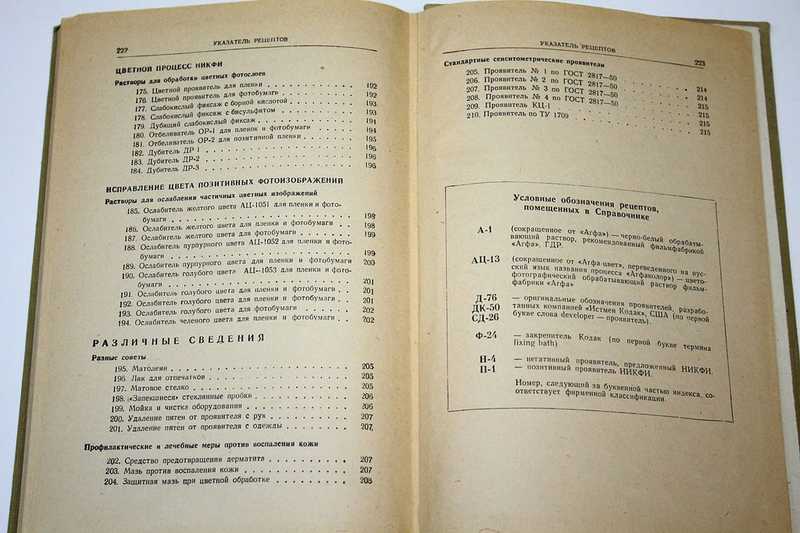 222
УКАЗАТЕЛЬ РЕЦЕПТОВ
ЦВЕТНОЙ ПРОЦЕСС НИКФИ
Растворы для обработки цветных фотослоев
175. Цветной проявитель для пленки 192
176. Цветной проявитель для фотобумаги 192
177. Слабокислый фиксаж с борной кислотой 193
178. Слабокислый фиксаж с бисульфитом 193
179. Дубящий слабокислый фиксаж 193
180. Отбеливатель ОР-1 для пленок и фотобумаги 194
181. Отбеливатель ОР-2 для позитивной пленки 194
182. Дубитель ДР 1 195
183. Дубитель ДР-2 196
184. Дубитель ДР-3 196
ИСПРАВЛЕНИЕ ЦВЕТА ПОЗИТИВНЫХ ФОТОИЗОБРАЖЕНИЙ
Растворы для ослабления частичных цветных изображений
185. Ослабитель желтого цвета АЦ-1051 для пленки и фото-
бумаги 198
186. Ослабитель желтого цвета для пленки и фотобумаги 198
187. Ослабитель желтого цвета для фотобумаги 199
188. Ослабитель пурпурного цвета АЦ-1052 для пленки и фото-
бумаги 199
189. Ослабитель пурпурного цвета для пленки и фотобумаги 200
190. Ослабитель голубого цвета АЦ-1053 для пленки и фото-
бумаги 201
191. Ослабитель голубого цвета для пленки и фотобумаги 201
192. Ослабитель голубого цвета для пленки и фотобумаги 201
193. Ослабитель голубого цвета для фотобумаги 202
194. Ослабитель зеленого цвета для пленки и фотобумаги 202
РАЗЛИЧНЫЕ СВЕДЕНИЯ
Разные советы
195. Матолеин 205
196. Лак для отпечатков 205
197. Матовое стекло 205
198. «Запекшиеся» стеклянные пробки 206
199. Мойка и чистка оборудования 206
200. Удаление пятен от проявителя с рук 207
201. Удаление пятен от проявителя с одежды 207
Профилактические и лечебные меры против воспаления кожи
202. Средство предотвращения дерматита 207
203. Мазь против воспаления кожи 207
204. Защитная мазь при цветной обработке 208
УКАЗАТЕЛЬ РЕЦЕПТОВ
223
Стандартные сенситометрические проявители
205. Проявитель № 1 по ГОСТ 2817—50 214
206. Проявитель № 2 по ГОСТ 2817—50 214
207. Проявитель № 3 по ГОСТ 2817—50 215
208. Проявитель № 4 по ГОСТ 2817—50 215
209. Проявитель КЦ-1 215
210. Проявитель по ТУ 1709 215
Условные обозначения рецептов,
помещенных в Справочнике
А-1 (сокращенное от «Агфа») — черно-белый обрабаты-
вающий раствор, рекомендованный фильмфабрикой
«Агфа», ГДР.
АЦ-13 (сокращенное от «Агфа цвет», переведенного на рус-
ский язык названия процесса «Агфаколор») — цвето-
фотографический обрабатывающий раствор фильм-
фабрики «Агфа»
Д-76 — оригинальные обозначения проявителей, разрабо-
ДК-50 танных компанией «Истмен Кодак», США (по первой
СД-26 букве слова developer — проявитель).
Ф-24 — закрепитель Кодак (по первой букве термина
fixing bath)
Н-4 — негативный проявитель, предложенный НИКФИ.
П-1 — позитивный проявитель НИКФИ.
Номер, следующий за буквенной частью индекса, со-
ответствует фирменной классификации.